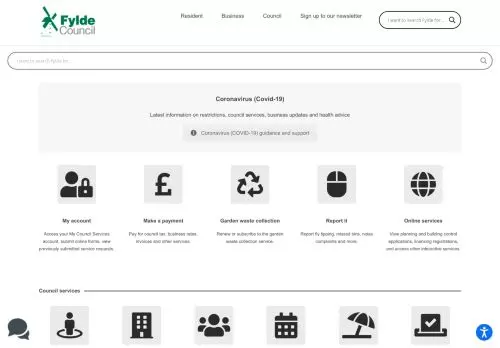 Fylde
Council
Resident
Business
Council
Sign up to our newsletter
I want to search Fylde for...
I want to search Fylde for...
Coronavirus (Covid-19)
Latest information on restrictions, council services, business updates and health advice
Coronavirus (COVID-19) guidance and support
My account
Access your My Council Services
account, submit online forms, view
previously submitted service requests.
Make a payment
Pay for council tax, business rates,
invoices and other services.
Garden waste collection
Renew or subscribe to the garden
waste collection service.
Report it
Report fly tipping, missed bins, noise
complaints and more.
Online services
View planning and building control
applications, licensing registrations,
and access other interactive services.
Council services